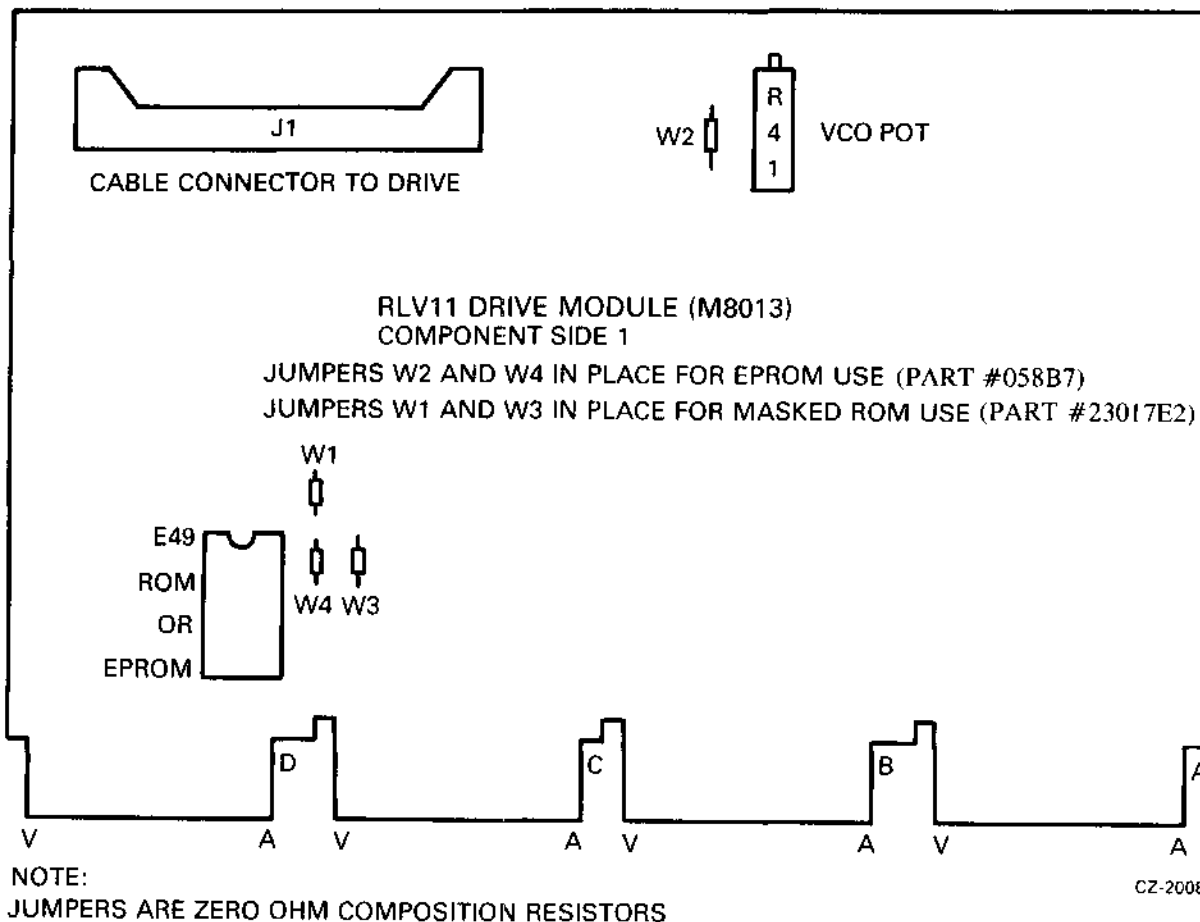 J1
CABLE CONNECTOR TO DRIVE
W2
R
4
1
VCO POT
RLV11 DRIVE MODULE (M8013)
COMPONENT SIDE 1
JUMPERS W2 AND W4 IN PLACE FOR EPROM USE (PART #058B7)
JUMPERS W1 AND W3 IN PLACE FOR MASKED ROM USE (PART #23017E2)
W1
E49
ROM
OR
EPROM
W4 W3
D
C
B
A
V A V A V A V A
NOTE:
JUMPERS ARE ZERO OHM COMPOSITION RESISTORS
CZ-2008